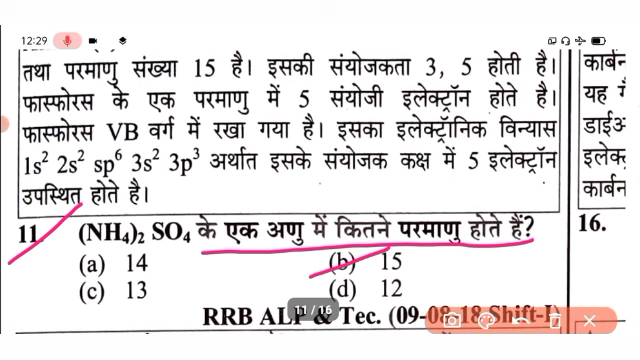 12:29
तथा परमाणु संख्या 15 है। इसकी संयोजकता 3, 5 होती है।
फास्फोरस के एक परमाणु में 5 संयोजी इलेक्ट्रॉन होते है।
फास्फोरस VB वर्ग में रखा गया है। इसका इलेक्ट्रॉनिक विन्यास
1s² 2s² sp⁶ 3s² 3p³ अर्थात इसके संयोजक कक्ष में 5 इलेक्ट्रॉन
उपस्थित होते है।
11. (NH₄)₂ SO₄ के एक अणु में कितने परमाणु होते हैं?
(a) 14 (b) 15
(c) 13 (d) 12
11 / 16
RRB ALP & Tec. (09-08-18 Shift-I)
कार्बन
यह गै
डाईअ
इलेक्
कार्बन
16.